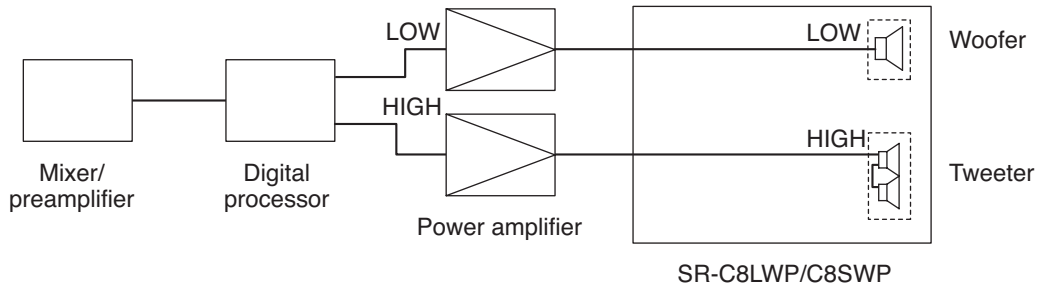 LOW
LOW
Woofer
HIGH
HIGH
Tweeter
Mixer/
preamplifier
Digital
processor
Power amplifier
SR-C8LWP/C8SWP